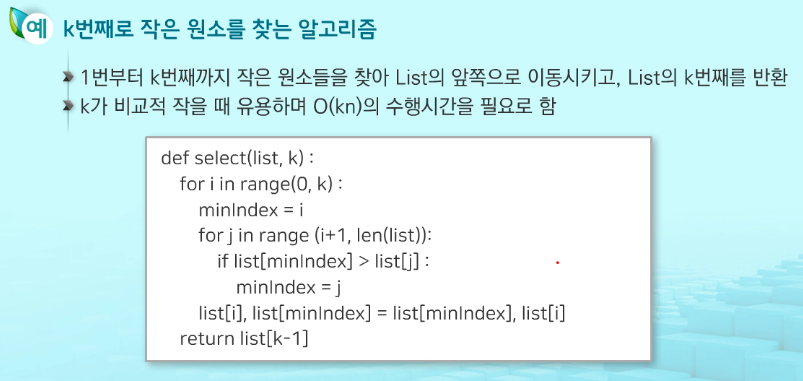 예 k번째로 작은 원소를 찾는 알고리즘
1번부터 k번째까지 작은 원소들을 찾아 List의 앞쪽으로 이동시키고, List의 k번째를 반환
k가 비교적 작을 때 유용하며 O(kn)의 수행시간을 필요로 함
def select(list, k) :
for i in range(0, k) :
minIndex = i
for j in range (i+1, len(list)):
if list[minIndex] > list[j] :
minIndex = j
list[i], list[minIndex] = list[minIndex], list[i]
return list[k-1]